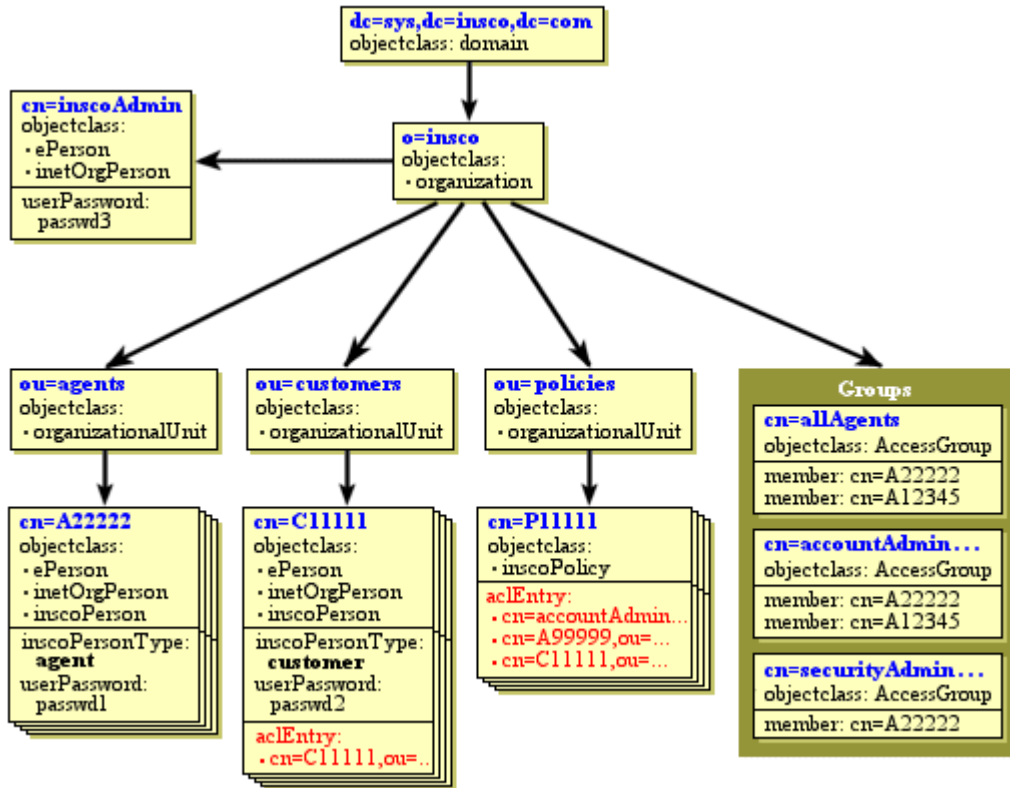 dc=sys,dc=insco,dc=com
objectclass: domain
cn=inscoAdmin
objectclass:
• ePerson
• inetOrgPerson
userPassword:
passwd3
o=insco
objectclass:
• organization
ou=agents
objectclass:
• organizationalUnit
ou=customers
objectclass:
• organizationalUnit
ou=policies
objectclass:
• organizationalUnit
cn=A22222
objectclass:
• ePerson
• inetOrgPerson
• inscoPerson
inscoPersonType:
agent
userPassword:
passwd1
cn=C11111
objectclass:
• ePerson
• inetOrgPerson
• inscoPerson
inscoPersonType:
customer
userPassword:
passwd2
aclEntry:
• cn=C11111,ou=..
cn=P11111
objectclass:
• inscoPolicy
aclEntry:
• cn=accountAdmin...
• cn=A99999,ou=...
• cn=C11111,ou=...
Groups
cn=allAgents
objectclass: AccessGroup
member: cn=A22222
member: cn=A12345
cn=accountAdmin...
objectclass: AccessGroup
member: cn=A22222
member: cn=A12345
cn=securityAdmin...
objectclass: AccessGroup
member: cn=A22222